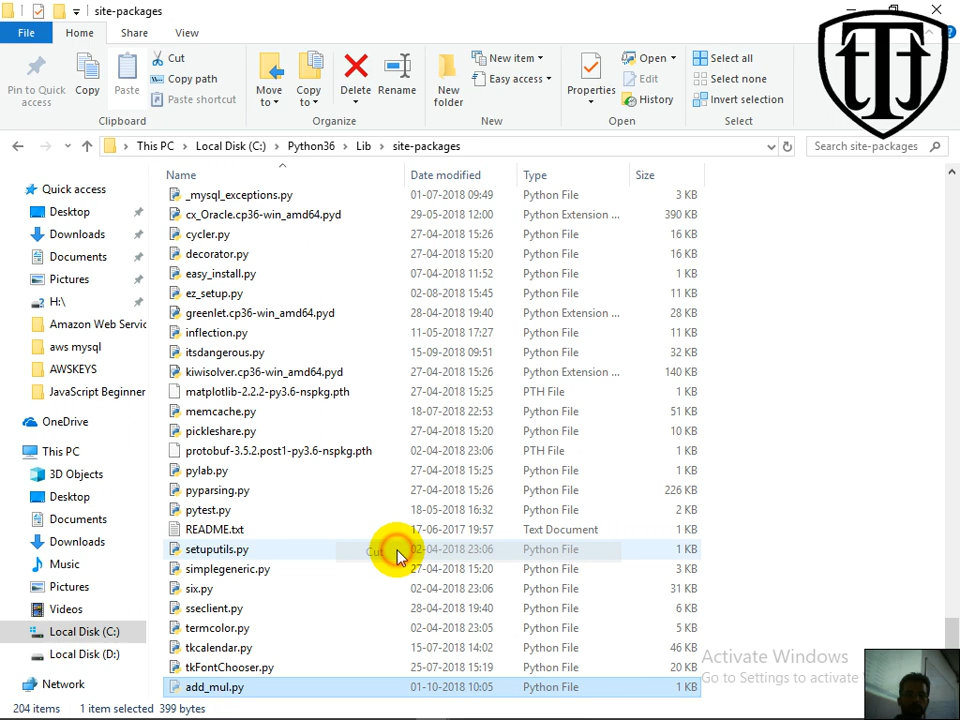 site-packages
File Home Share View
Pin to Quick access
Copy
Paste
Cut
Copy path
Paste shortcut
Clipboard
Move to
Copy to
Delete
Rename
Organize
New folder
New item
Easy access
New
Properties
Open
Edit
History
Open
Select all
Select none
Invert selection
Select
TJ
This PC Local Disk (C:) Python36 Lib site-packages
Search site-packages
Name Date modified Type Size
_mysql_exceptions.py 01-07-2018 09:49 Python File 3 KB
cx_Oracle.cp36-win_amd64.pyd 29-05-2018 12:00 Python Extension ... 390 KB
cycler.py 27-04-2018 15:26 Python File 16 KB
decorator.py 27-04-2018 15:20 Python File 16 KB
easy_install.py 07-04-2018 11:52 Python File 1 KB
ez_setup.py 02-08-2018 15:45 Python File 11 KB
greenlet.cp36-win_amd64.pyd 28-04-2018 19:40 Python Extension ... 28 KB
inflection.py 11-05-2018 17:27 Python File 11 KB
itsdangerous.py 15-09-2018 09:51 Python File 32 KB
kiwisolver.cp36-win_amd64.pyd 27-04-2018 15:26 Python Extension ... 140 KB
matplotlib-2.2.2-py3.6-nspkg.pth 27-04-2018 15:25 PTH File 1 KB
memcache.py 18-07-2018 22:53 Python File 51 KB
pickleshare.py 27-04-2018 15:20 Python File 10 KB
protobuf-3.5.2.post1-py3.6-nspkg.pth 02-04-2018 23:06 PTH File 1 KB
pylab.py 27-04-2018 15:25 Python File 1 KB
pyparsing.py 27-04-2018 15:26 Python File 226 KB
pytest.py 18-05-2018 16:32 Python File 2 KB
README.txt 17-06-2017 19:57 Text Document 1 KB
setuputils.py 02-04-2018 23:06 Python File 1 KB
Cut
simplegeneric.py 27-04-2018 15:20 Python File 3 KB
six.py 02-04-2018 23:06 Python File 31 KB
sseclient.py 28-04-2018 19:40 Python File 6 KB
termcolor.py 02-04-2018 23:05 Python File 5 KB
tkcalendar.py 15-07-2018 14:02 Python File 46 KB
tkFontChooser.py 25-07-2018 15:19 Python File 20 KB
add_mul.py 01-10-2018 10:05 Python File 1 KB
Quick access
Desktop
Downloads
Documents
Pictures
H:\
Amazon Web Servic
aws mysql
AWSKEYS
JavaScript Beginner
OneDrive
This PC
3D Objects
Desktop
Documents
Downloads
Music
Pictures
Videos
Local Disk (C:)
Local Disk (D:)
Network
Activate Windows
Go to Settings to activate
204 items 1 item selected 399 bytes